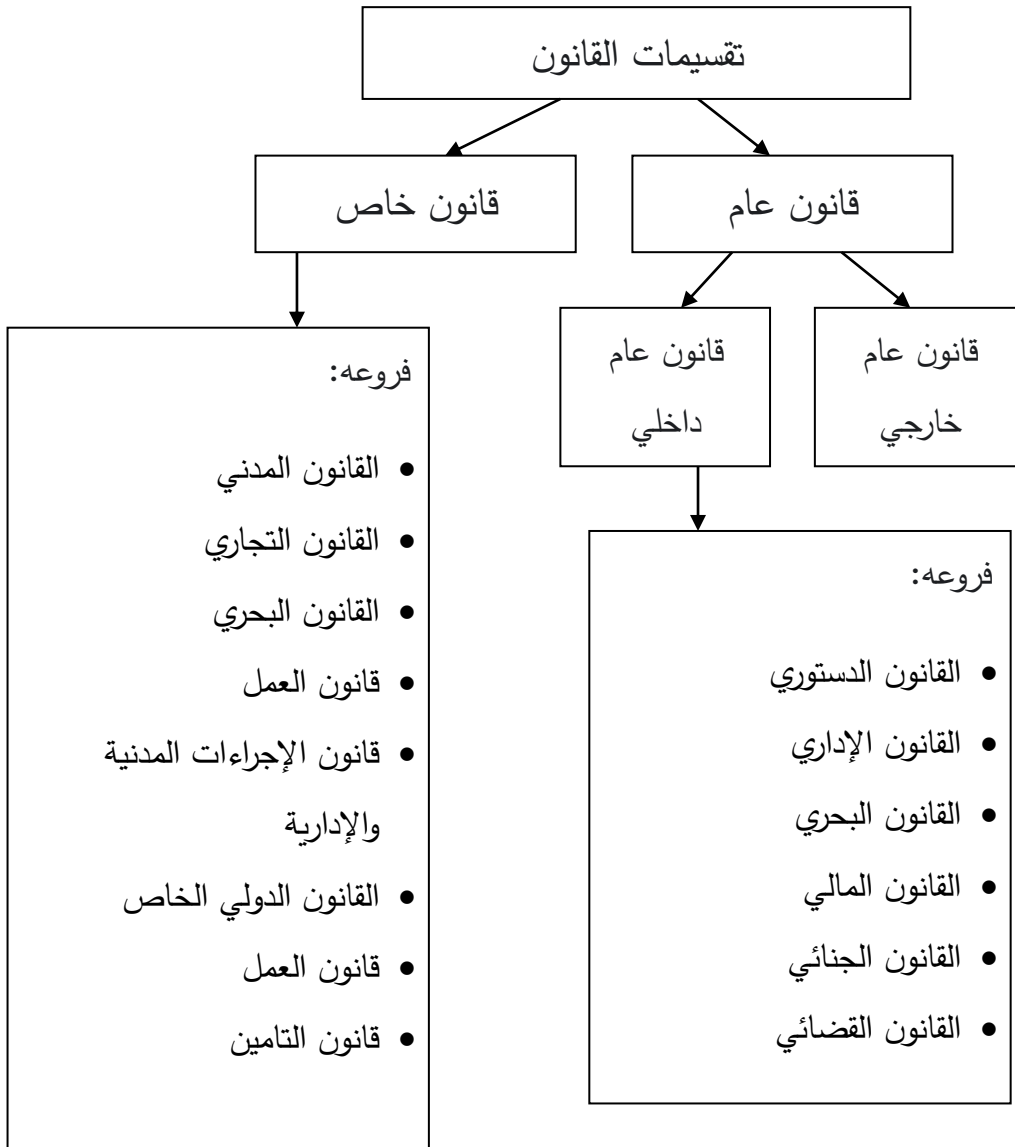 تقسيمات القانون
قانون عام
قانون خاص
قانون عام
خارجي
قانون عام
داخلي
فروعه:
• القانون الدستوري
• القانون الإداري
• القانون البحري
• القانون المالي
• القانون الجنائي
• القانون القضائي
فروعه:
• القانون المدني
• القانون التجاري
• القانون البحري
• قانون العمل
• قانون الإجراءات المدنية
والإدارية
• القانون الدولي الخاص
• قانون العمل
• قانون التامين